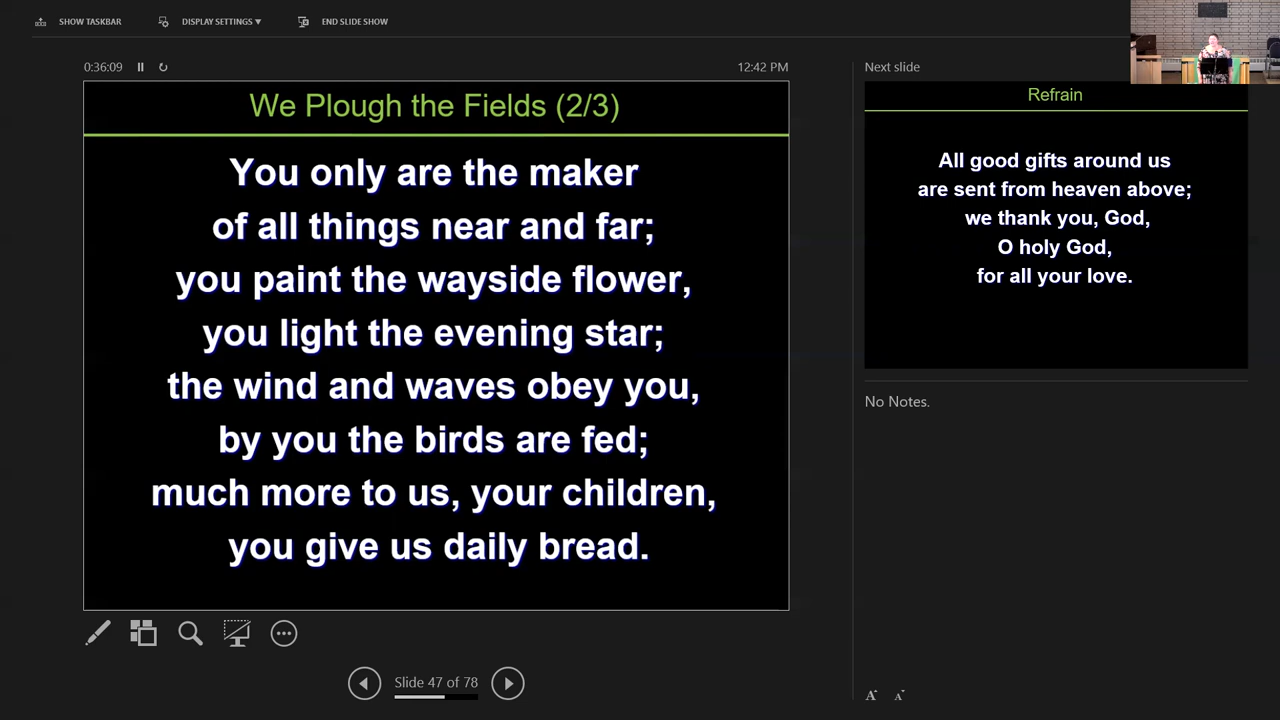 SHOW TASKBAR
DISPLAY SETTINGS ▼
END SLIDE SHOW
0:36:09
12:42 PM
We Plough the Fields (2/3)
You only are the maker
of all things near and far;
you paint the wayside flower,
you light the evening star;
the wind and waves obey you,
by you the birds are fed;
much more to us, your children,
you give us daily bread.
Slide 47 of 78
Next slide
Refrain
All good gifts around us
are sent from heaven above;
we thank you, God,
O holy God,
for all your love.
No Notes.
A A